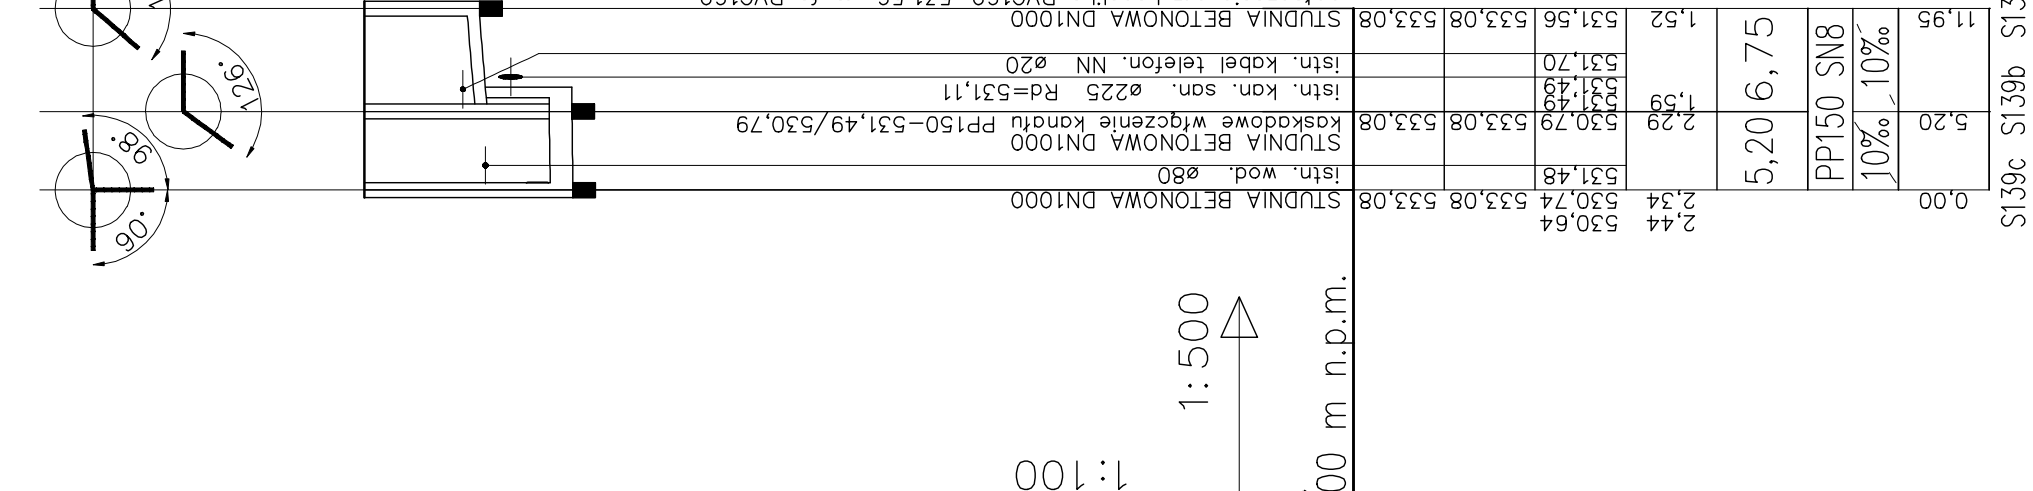 STUDNIA BETONOWA DN1000
533,08
533,08
531,56
1,52
11,95
istn. kabel telefon. NN ø20
531,70
istn. kan. san. ø225 Rd=531,11
531,49
531,49
1,59
kaskadowe włączenie kanału PP150-531,49/530,79
STUDNIA BETONOWA DN1000
533,08
533,08
530,79
2,29
5,20
istn. wod. ø80
531,48
STUDNIA BETONOWA DN1000
533,08
533,08
530,74
2,34
0,00
530,64
2,44
5,20
6,75
PP150 SN8
10‰
10‰
S139c
S139b
126°
98°
90°
1:500
1:100
m n.p.m.